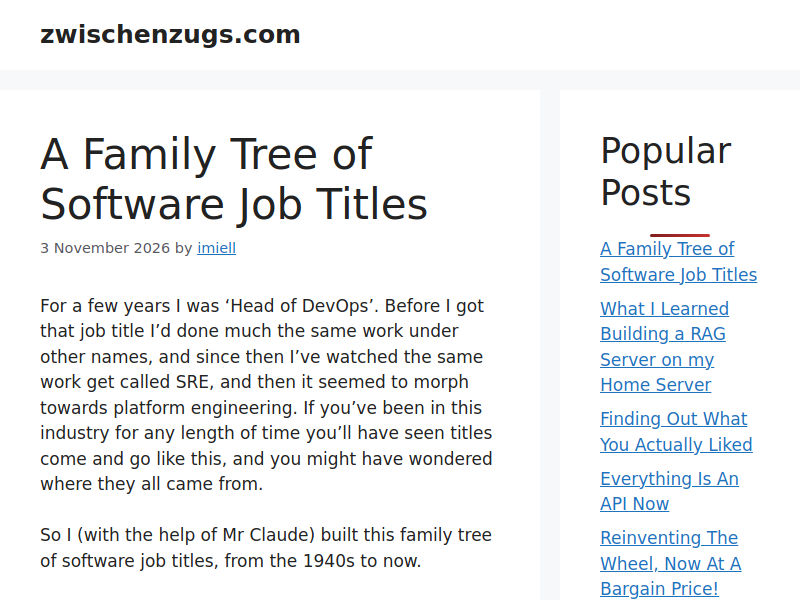 zwischenzugs.com
A Family Tree of
Software Job Titles
3 November 2026 by imiell
For a few years I was ‘Head of DevOps’. Before I got
that job title I’d done much the same work under
other names, and since then I’ve watched the same
work get called SRE, and then it seemed to morph
towards platform engineering. If you’ve been in this
industry for any length of time you’ll have seen titles
come and go like this, and you might have wondered
where they all came from.
So I (with the help of Mr Claude) built this family tree
of software job titles, from the 1940s to now.
Popular
Posts
A Family Tree of
Software Job Titles
What I Learned
Building a RAG
Server on my
Home Server
Finding Out What
You Actually Liked
Everything Is An
API Now
Reinventing The
Wheel, Now At A
Bargain Price!